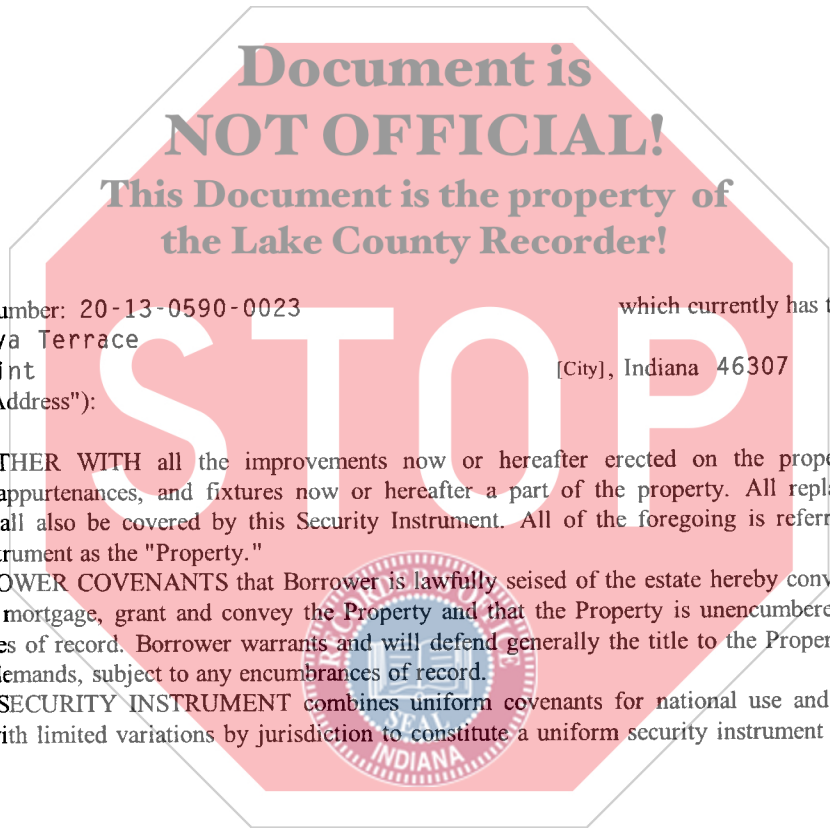 Document is
NOT OFFICIAL!
This Document is the property of
the Lake County Recorder!
STOP
umber: 20-13-0590-0023 which currently has t
ya Terrace
int [City], Indiana 46307
Address"):
THER WITH all the improvements now or hereafter erected on the prope
appurtenances, and fixtures now or hereafter a part of the property. All repla
all also be covered by this Security Instrument. All of the foregoing is referr
trument as the "Property."
OWER COVENANTS that Borrower is lawfully seised of the estate hereby conv
mortgage, grant and convey the Property and that the Property is unencumbere
es of record. Borrower warrants and will defend generally the title to the Proper
emands, subject to any encumbrances of record.
SECURITY INSTRUMENT combines uniform covenants for national use and
ith limited variations by jurisdiction to constitute a uniform security instrument
RECORDER'S OFFICE
SEAL
INDIANA